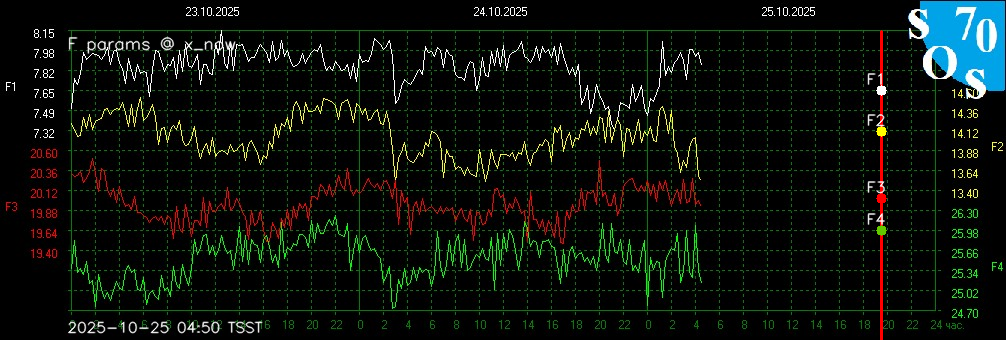 23.10.2025 24.10.2025 25.10.2025
SOS 70
F params @ x_now
8.15
7.98
7.82
7.65
7.49
7.32
F1
20.60
20.36
20.12
19.88
19.64
19.40
F3
F1
F2
F3
F4
14.60
14.36
14.12
13.88
13.64
13.40
F2
26.30
25.98
25.66
25.34
25.02
24.70
F4
2025-10-25 04:50 TSST
14 16 18 20 22 0 2 4 6 8 10 12 14 16 18 20 22 0 2 4 6 8 10 12 14 16 18 20 22 24 час.